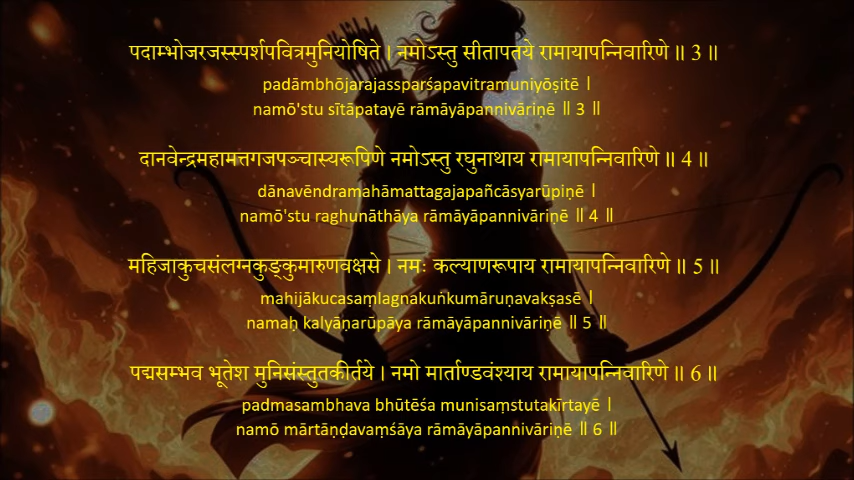 पदाम्भोजरजस्स्पर्शपवित्रमुनियोषिते । नमोऽस्तु सीतापतये रामायापन्निवारिणे ॥ 3 ॥
padāmbhōjarajassparśapavitramuniyōṣitē ।
namō'stu sītāpatayē rāmāyāpannivāriṇē ॥ 3 ॥
दानवेन्द्रमहामत्तगजपञ्चास्यरूपिणे नमोऽस्तु रघुनाथाय रामायापन्निवारिणे ॥ 4 ॥
dānavēndramahāmattagajapañcāsyarūpiṇē ।
namō'stu raghunāthāya rāmāyāpannivāriṇē ॥ 4 ॥
महिजाकुचसंलग्नकुङ्कुमारुणवक्षसे । नमः कल्याणरूपाय रामायापन्निवारिणे ॥ 5 ॥
mahijākucasaṃlagnakuṅkumāruṇavakṣasē ।
namaḥ kalyāṇarūpāya rāmāyāpannivāriṇē ॥ 5 ॥
पद्मसम्भव भूतेश मुनिसंस्तुतकीर्तये । नमो मार्ताण्डवंश्याय रामायापन्निवारिणे ॥ 6 ॥
padmasambhava bhūtēśa munisaṃstutakīrtayē ।
namō mārtāṇḍavaṃśāya rāmāyāpannivāriṇē ॥ 6 ॥